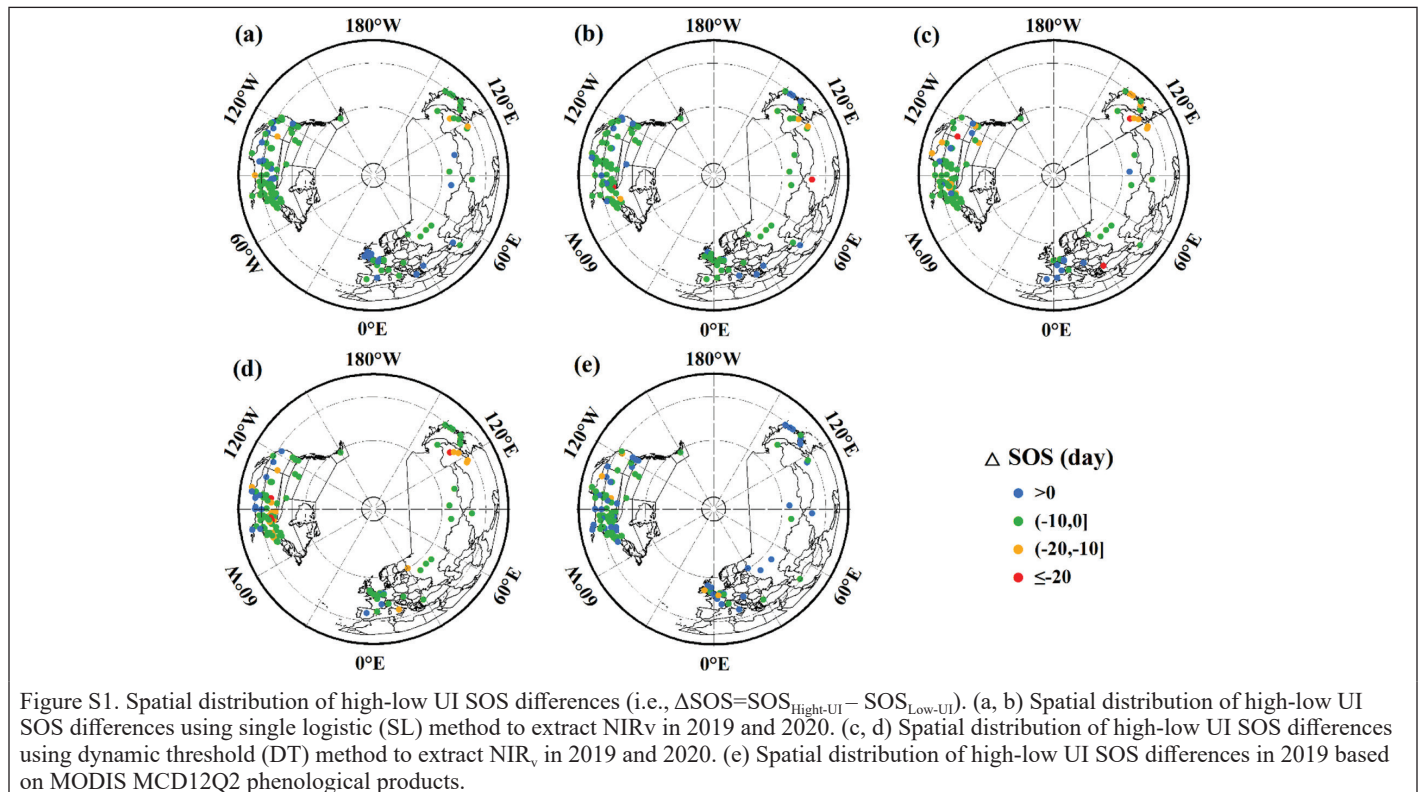 (a)
180°W
(b)
180°W
(c)
180°W
120°W
120°E
120°W
120°E
120°W
120°E
60°W
60°E
60°W
60°E
60°W
60°E
0°E
0°E
0°E
(d)
180°W
(e)
180°W
120°W
120°E
120°W
120°E
△ SOS (day)
>0
(-10,0]
(-20,-10]
≤-20
60°W
60°E
60°W
60°E
0°E
0°E
Figure S1. Spatial distribution of high-low UI SOS differences (i.e., ΔSOS=SOS_Hight-UI − SOS_Low-UI). (a, b) Spatial distribution of high-low UI
SOS differences using single logistic (SL) method to extract NIRv in 2019 and 2020. (c, d) Spatial distribution of high-low UI SOS differences
using dynamic threshold (DT) method to extract NIR_v in 2019 and 2020. (e) Spatial distribution of high-low UI SOS differences in 2019 based
on MODIS MCD12Q2 phenological products.